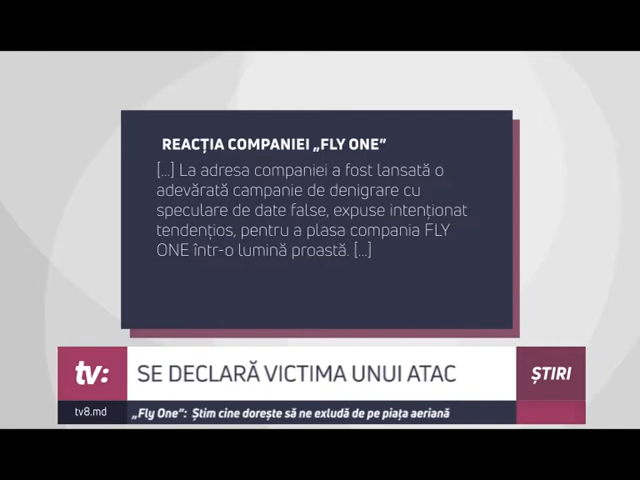 REACȚIA COMPANIEI „FLY ONE”
[...] La adresa companiei a fost lansată o
adevărată campanie de denigrare cu
speculare de date false, expuse intenționat
tendențios, pentru a plasa compania FLY
ONE într-o lumină proastă. [...]
tv:
SE DECLARĂ VICTIMA UNUI ATAC
ȘTIRI
tv8.md
„Fly One”: Știm cine dorește să ne exludă de pe piața aeriană